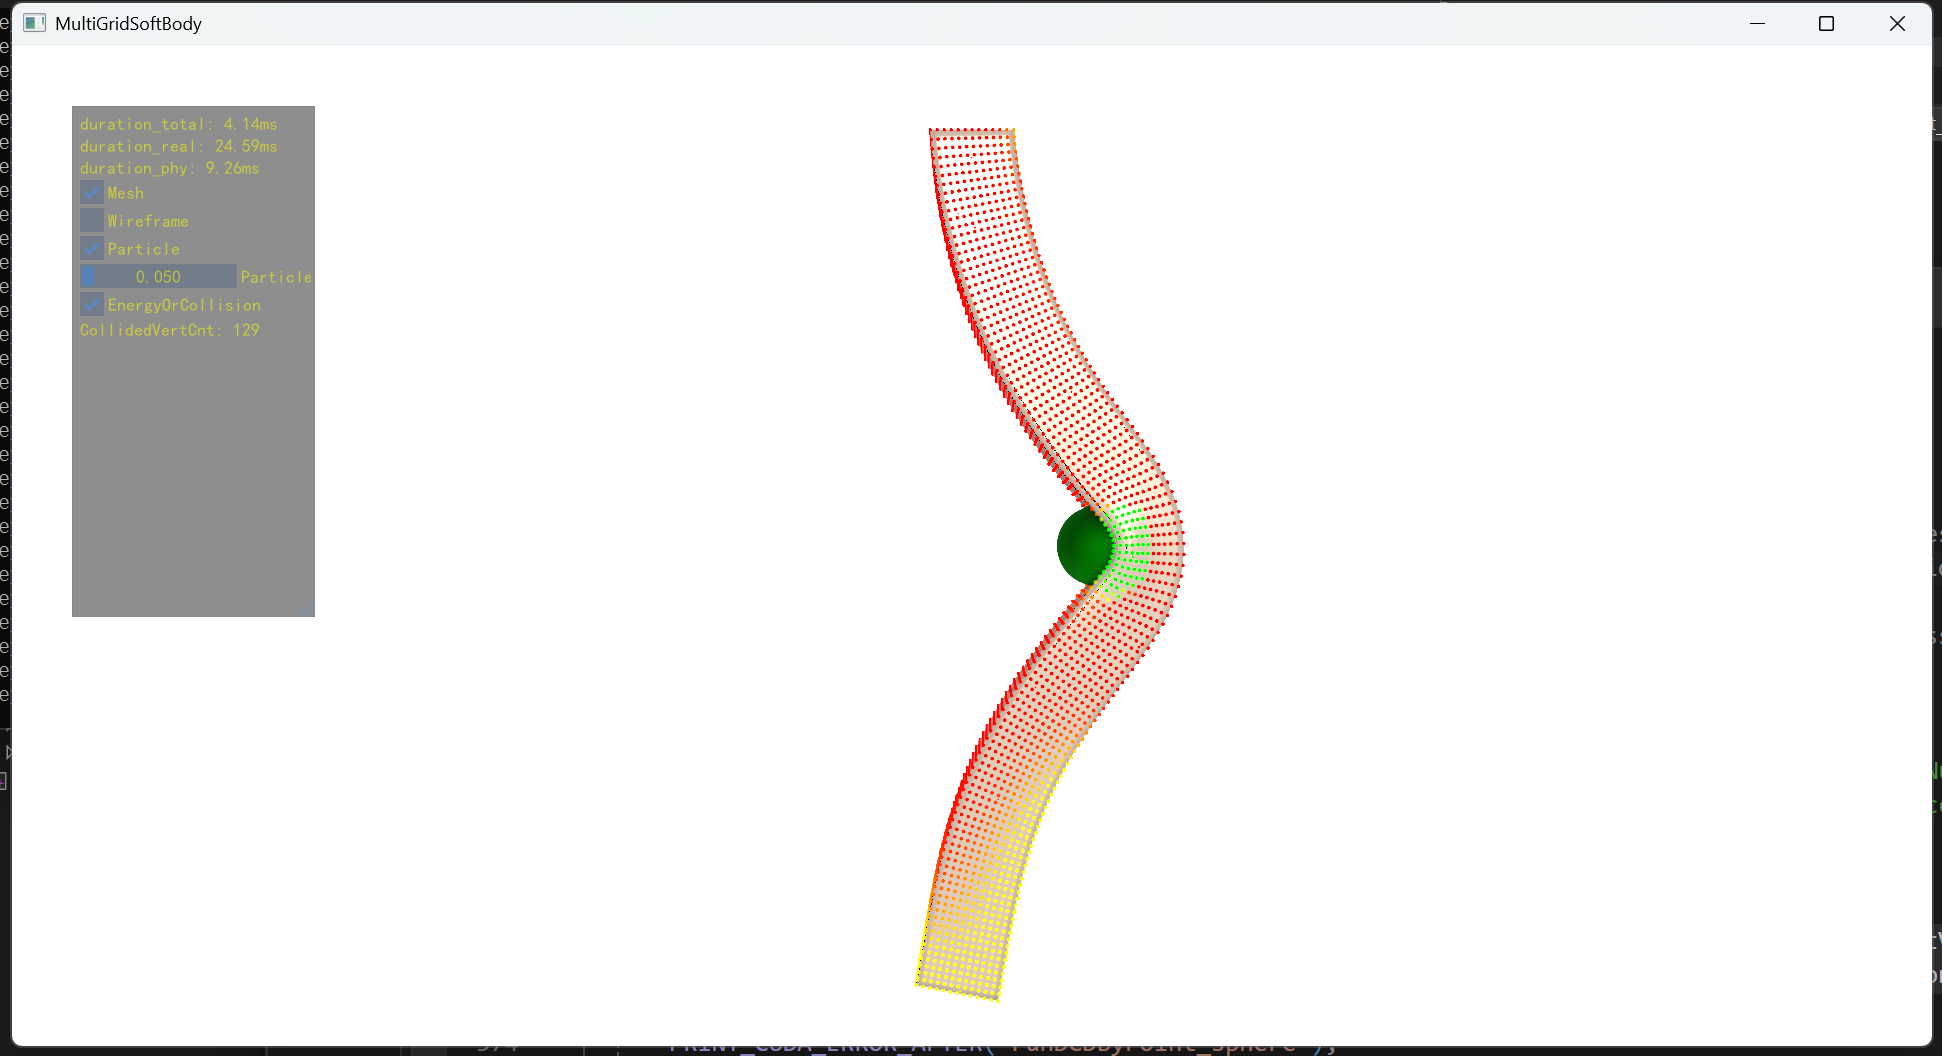 MultiGridSoftBody
duration_total: 4.14ms
duration_real: 24.59ms
duration_phy: 9.26ms
Mesh
Wireframe
Particle
0.050 Particle
EnergyOrCollision
CollidedVertCnt: 129